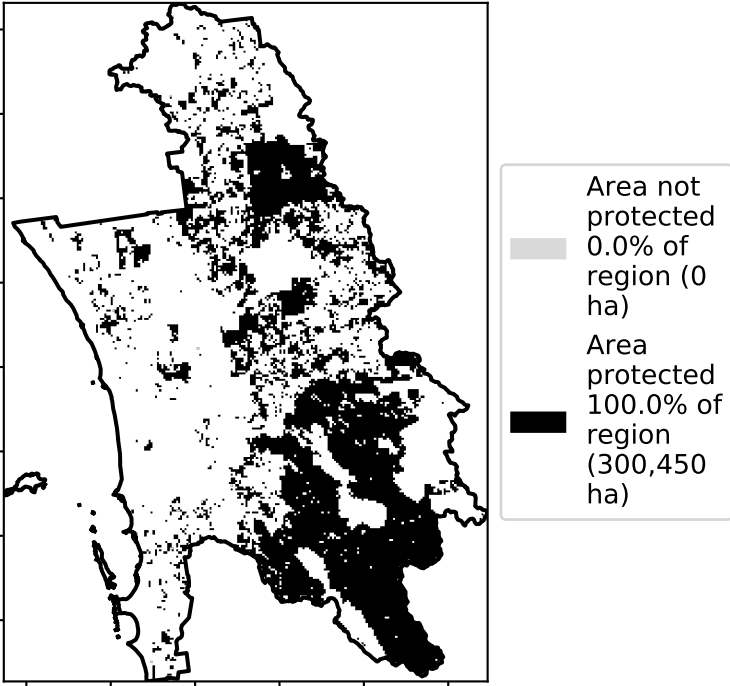 Area not
protected
0.0% of
region (0
ha)
Area
protected
100.0% of
region
(300,450
ha)